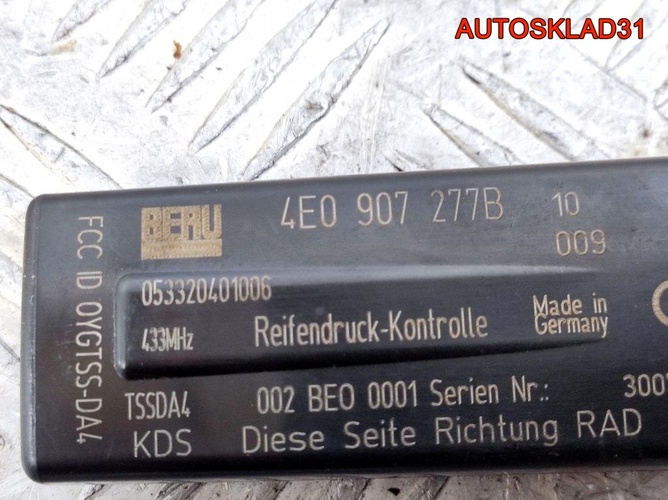 AUTOSKLAD31
BERU 4E0 907 277B 10
009
053320401006
433MHz Reifendruck-Kontrolle Made in
Germany
TSSDA4 002 BE0 0001 Serien Nr.:
KDS Diese Seite Richtung RAD
FCC ID OYGTSS-DA4